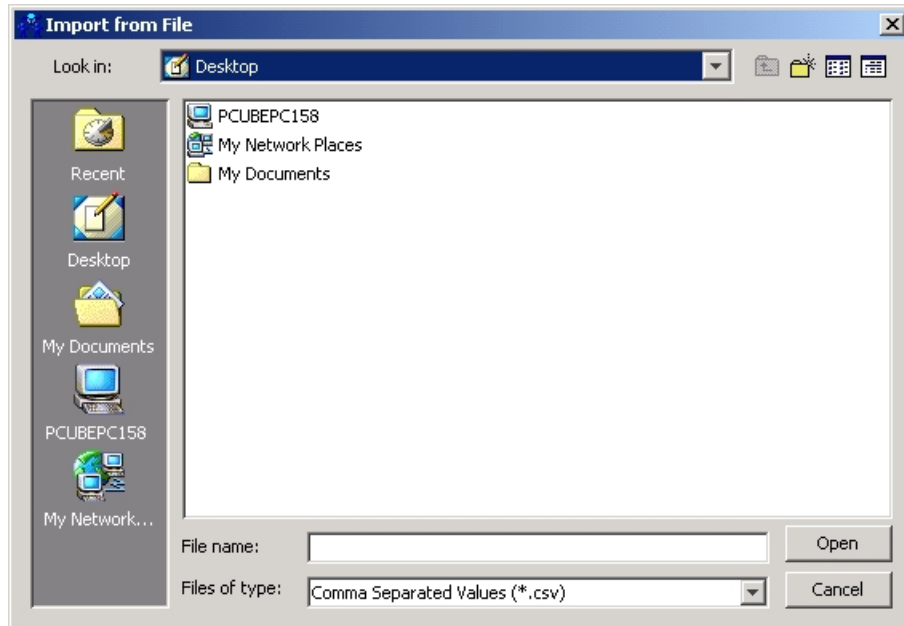 Import from File
Look in: Desktop
Recent
Desktop
My Documents
PCUBEPC158
My Network...
PCUBEPC158
My Network Places
My Documents
File name:
Open
Files of type: Comma Separated Values (*.csv)
Cancel